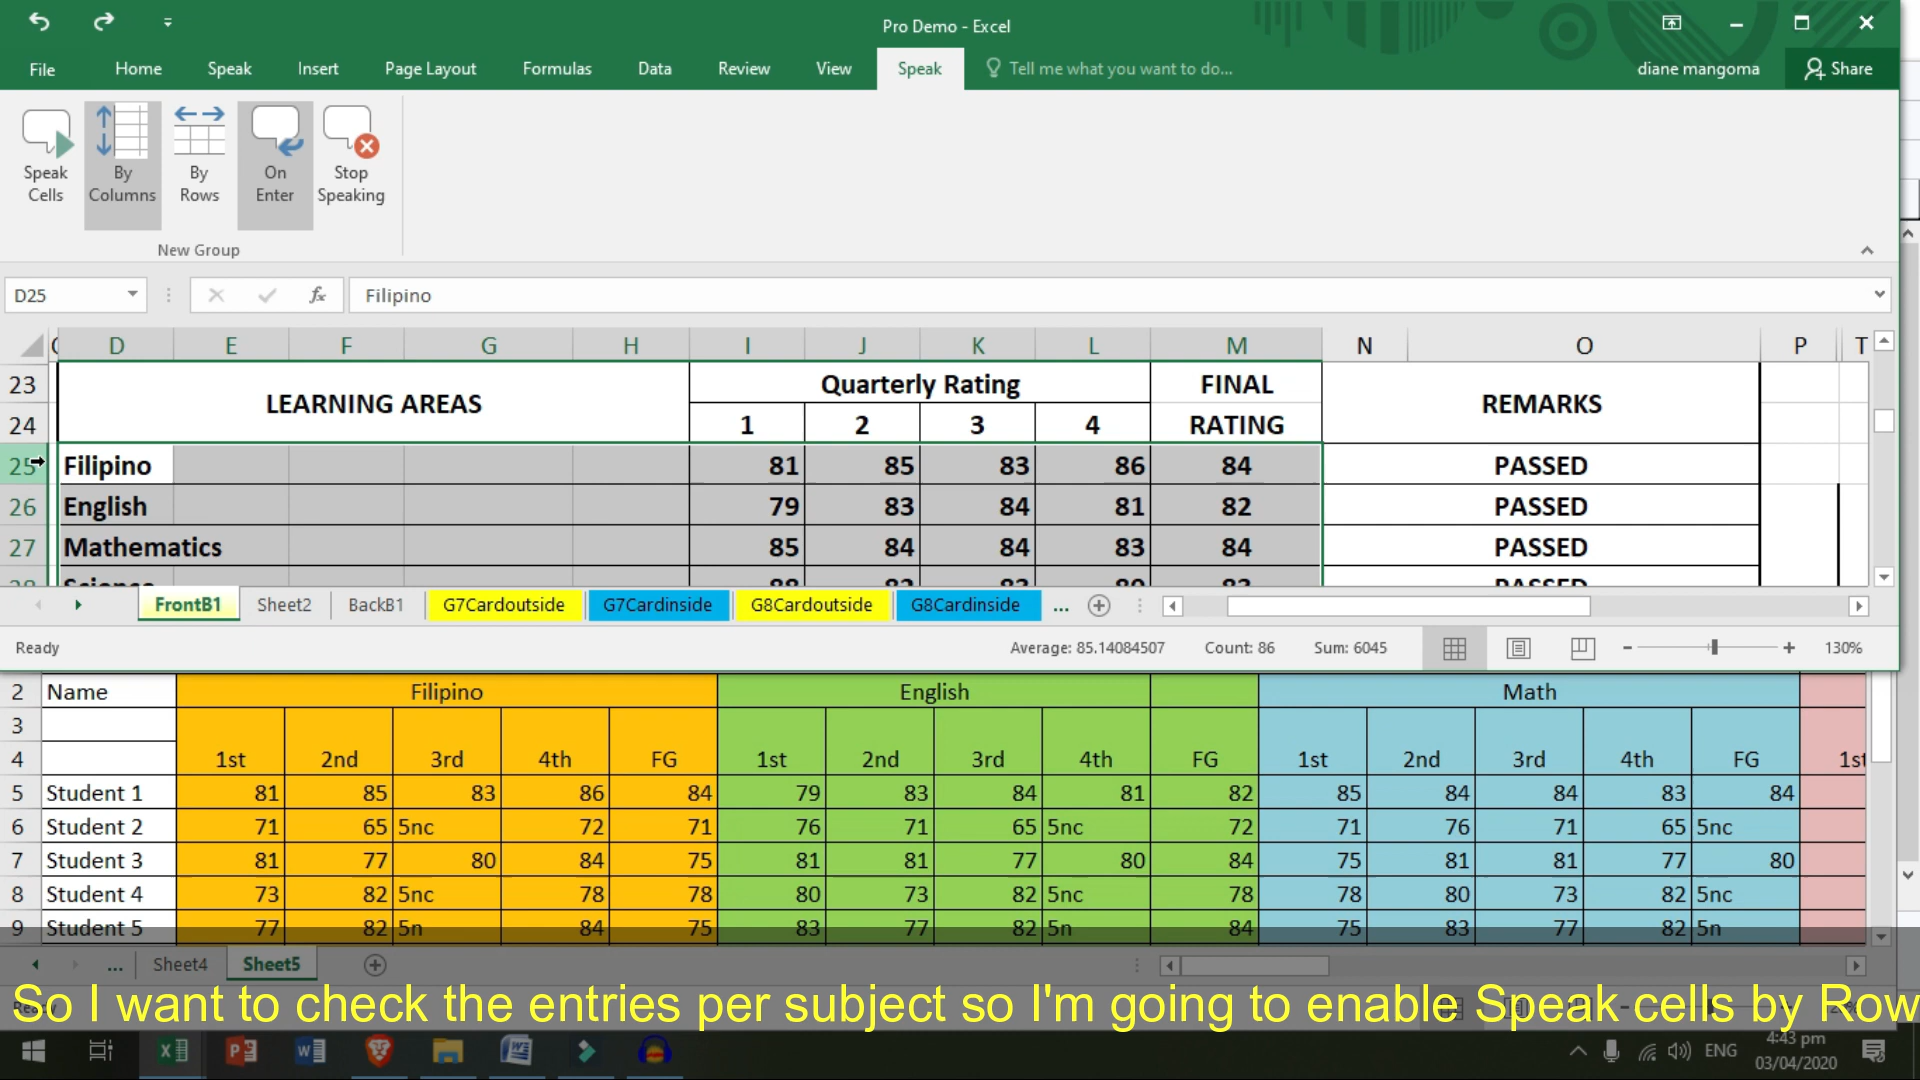 Pro Demo - Excel
File Home Speak Insert Page Layout Formulas Data Review View Speak Tell me what you want to do... diane mangoma Share
Speak Cells By Columns By Rows On Enter Stop Speaking
New Group
D25 fx Filipino
D E F G H I J K L M N O P T
23 LEARNING AREAS Quarterly Rating FINAL REMARKS
24 1 2 3 4 RATING
25 Filipino 81 85 83 86 84 PASSED
26 English 79 83 84 81 82 PASSED
27 Mathematics 85 84 84 83 84 PASSED
FrontB1 Sheet2 BackB1 G7Cardoutside G7Cardinside G8Cardoutside G8Cardinside ...
Ready Average: 85.14084507 Count: 86 Sum: 6045 130%
2 Name Filipino English Math
3
4 1st 2nd 3rd 4th FG 1st 2nd 3rd 4th FG 1st 2nd 3rd 4th FG 1st
5 Student 1 81 85 83 86 84 79 83 84 81 82 85 84 84 83 84
6 Student 2 71 65 5nc 72 71 76 71 65 5nc 72 71 76 71 65 5nc
7 Student 3 81 77 80 84 75 81 81 77 80 84 75 81 81 77 80
8 Student 4 73 82 5nc 78 78 80 73 82 5nc 78 78 80 73 82 5nc
9 Student 5 77 82 5n 84 75 83 77 82 5n 84 75 83 77 82 5n
... Sheet4 Sheet5
So I want to check the entries per subject so I'm going to enable Speak cells by Row
ENG 4:43 pm
03/04/2020